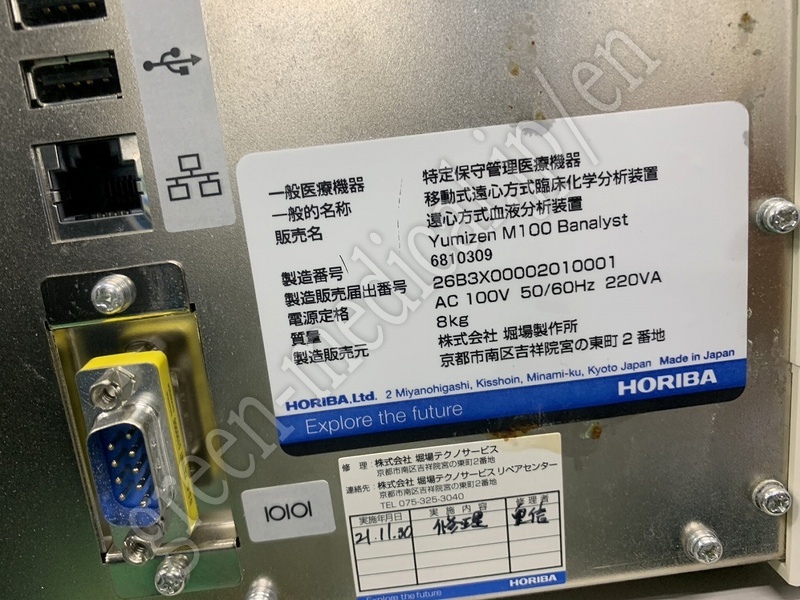 一般医療機器 特定保守管理医療機器
一般的名称 移動式遠心方式臨床化学分析装置
遠心方式血液分析装置
販売名 Yumizen M100 Banalyst
製造番号 6810309
製造販売届出番号 26B3X00002010001
電源定格 AC 100V 50/60Hz 220VA
質量 8kg
製造販売元 株式会社 堀場製作所
京都市南区吉祥院宮の東町2番地
HORIBA,Ltd. 2 Miyanohigashi, Kisshoin, Minami-ku, Kyoto Japan Made in Japan
Explore the future HORIBA
IOIOI
修理:株式会社 堀場テクノサービス
京都市南区吉祥院宮の東町2番地
連絡先:株式会社 堀場テクノサービス リペアセンター
京都市南区吉祥院宮の東町2番地
TEL 075-325-3040
実施年月日 実施内容 修理者
21.11.30 修理 重信
Explore the future HORIBA
green medical.jp/en